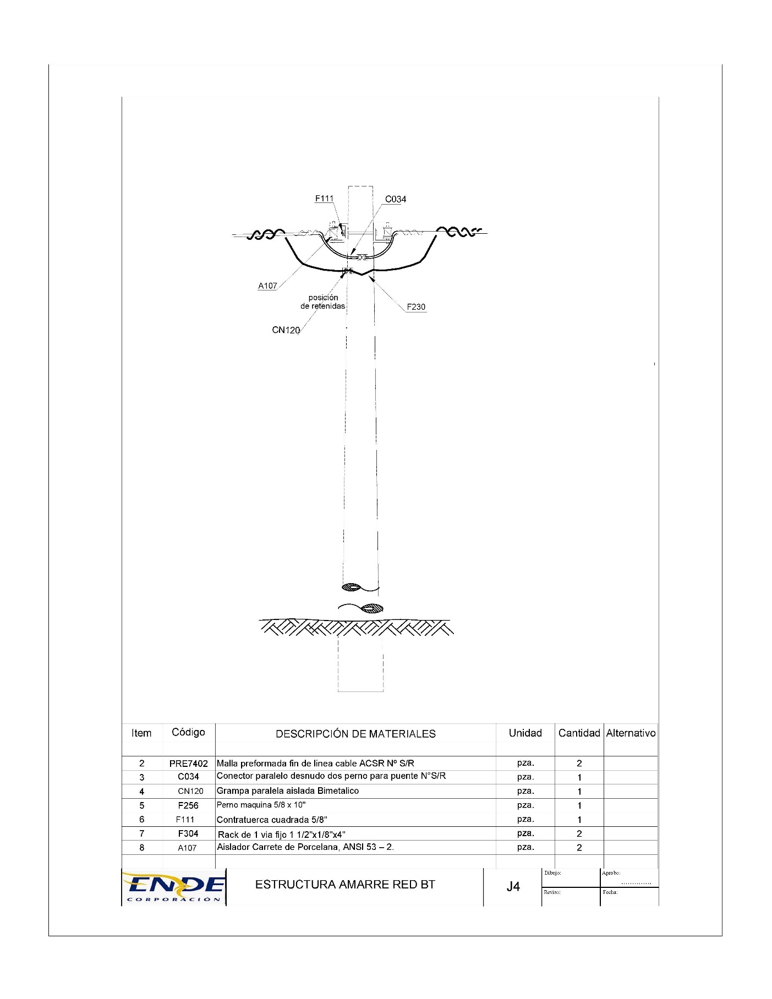 F111
C034
A107
posición
de retenidas
F230
CN120
Item Código DESCRIPCIÓN DE MATERIALES Unidad Cantidad Alternativo
2 PRE7402 Malla preformada fin de linea cable ACSR Nº S/R pza. 2
3 C034 Conector paralelo desnudo dos perno para puente N°S/R pza. 1
4 CN120 Grampa paralela aislada Bimetalico pza. 1
5 F256 Perno maquina 5/8 x 10" pza. 1
6 F111 Contratuerca cuadrada 5/8" pza. 1
7 F304 Rack de 1 via fijo 1 1/2"x1/8"x4" pza. 2
8 A107 Aislador Carrete de Porcelana, ANSI 53 – 2. pza. 2
ENDE
CORPORACIÓN
ESTRUCTURA AMARRE RED BT
J4
Dibujo:
Aprobo:
..............
Reviso:
Fecha: